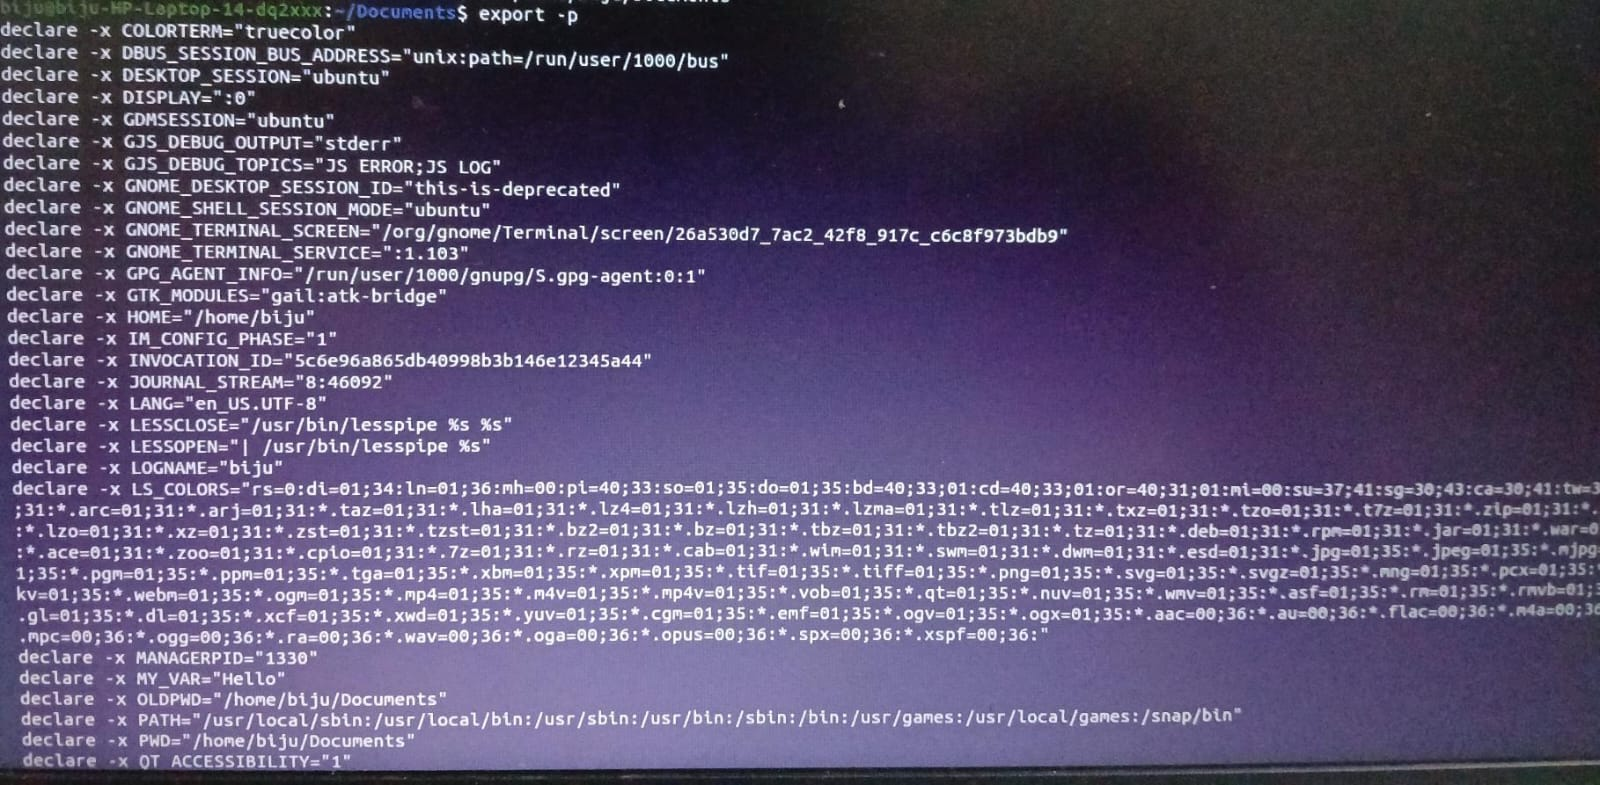 biju@biju-HP-Laptop-14-dq2xxx:~/Documents$ export -p
declare -x COLORTERM="truecolor"
declare -x DBUS_SESSION_BUS_ADDRESS="unix:path=/run/user/1000/bus"
declare -x DESKTOP_SESSION="ubuntu"
declare -x DISPLAY=":0"
declare -x GDMSESSION="ubuntu"
declare -x GJS_DEBUG_OUTPUT="stderr"
declare -x GJS_DEBUG_TOPICS="JS ERROR;JS LOG"
declare -x GNOME_DESKTOP_SESSION_ID="this-is-deprecated"
declare -x GNOME_SHELL_SESSION_MODE="ubuntu"
declare -x GNOME_TERMINAL_SCREEN="/org/gnome/Terminal/screen/26a530d7_7ac2_42f8_917c_c6c8f973bdb9"
declare -x GNOME_TERMINAL_SERVICE=":1.103"
declare -x GPG_AGENT_INFO="/run/user/1000/gnupg/S.gpg-agent:0:1"
declare -x GTK_MODULES="gail:atk-bridge"
declare -x HOME="/home/biju"
declare -x IM_CONFIG_PHASE="1"
declare -x INVOCATION_ID="5c6e96a865db40998b3b146e12345a44"
declare -x JOURNAL_STREAM="8:46092"
declare -x LANG="en_US.UTF-8"
declare -x LESSCLOSE="/usr/bin/lesspipe %s %s"
declare -x LESSOPEN="| /usr/bin/lesspipe %s"
declare -x LOGNAME="biju"
declare -x LS_COLORS="rs=0:di=01;34:ln=01;36:mh=00:pi=40;33:so=01;35:do=01;35:bd=40;33;01:cd=40;33;01:or=40;31;01:mi=00:su=37;41:sg=30;43:ca=30;41:tw=3
;31:*.arc=01;31:*.arj=01;31:*.taz=01;31:*.lha=01;31:*.lz4=01;31:*.lzh=01;31:*.lzma=01;31:*.tlz=01;31:*.txz=01;31:*.tzo=01;31:*.t7z=01;31:*.zip=01;31:*.
:*.lzo=01;31:*.xz=01;31:*.zst=01;31:*.tzst=01;31:*.bz2=01;31:*.bz=01;31:*.tbz=01;31:*.tbz2=01;31:*.tz=01;31:*.deb=01;31:*.rpm=01;31:*.jar=01;31:*.war=0
:*.ace=01;31:*.zoo=01;31:*.cpio=01;31:*.7z=01;31:*.rz=01;31:*.cab=01;31:*.wim=01;31:*.swm=01;31:*.dwm=01;31:*.esd=01;31:*.jpg=01;35:*.jpeg=01;35:*.mjpg=
1;35:*.pgm=01;35:*.ppm=01;35:*.tga=01;35:*.xbm=01;35:*.xpm=01;35:*.tif=01;35:*.tiff=01;35:*.png=01;35:*.svg=01;35:*.svgz=01;35:*.mng=01;35:*.pcx=01;35:*
kv=01;35:*.webm=01;35:*.ogm=01;35:*.mp4=01;35:*.m4v=01;35:*.mp4v=01;35:*.vob=01;35:*.qt=01;35:*.nuv=01;35:*.wmv=01;35:*.asf=01;35:*.rm=01;35:*.rmvb=01;3
.gl=01;35:*.dl=01;35:*.xcf=01;35:*.xwd=01;35:*.yuv=01;35:*.cgm=01;35:*.emf=01;35:*.ogv=01;35:*.ogx=01;35:*.aac=00;36:*.au=00;36:*.flac=00;36:*.m4a=00;36
.mpc=00;36:*.ogg=00;36:*.ra=00;36:*.wav=00;36:*.oga=00;36:*.opus=00;36:*.spx=00;36:*.xspf=00;36:"
declare -x MANAGERPID="1330"
declare -x MY_VAR="Hello"
declare -x OLDPWD="/home/biju/Documents"
declare -x PATH="/usr/local/sbin:/usr/local/bin:/usr/sbin:/usr/bin:/sbin:/bin:/usr/games:/usr/local/games:/snap/bin"
declare -x PWD="/home/biju/Documents"
declare -x QT_ACCESSIBILITY="1"